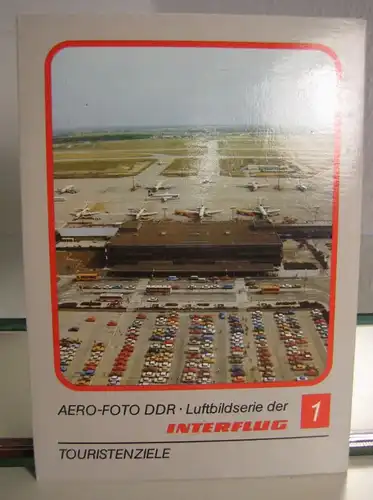 AERO-FOTO DDR · Luftbildserie der
INTERFLUG 1
TOURISTENZIELE